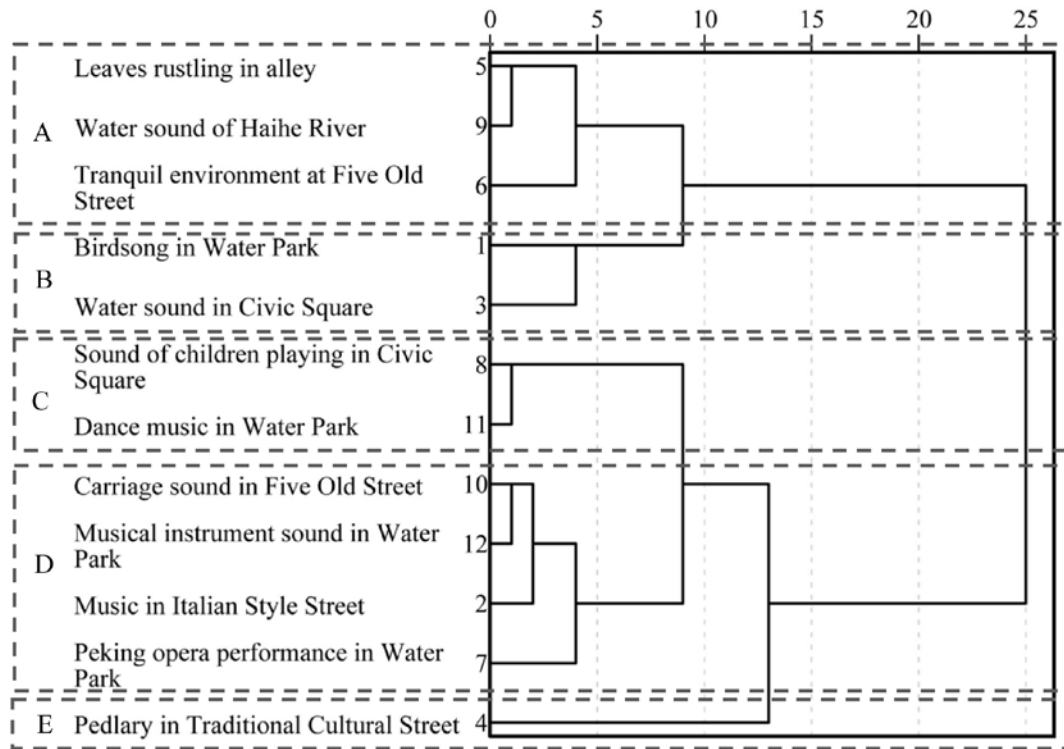 0 5 10 15 20 25
Leaves rustling in alley 5
A Water sound of Haihe River 9
Tranquil environment at Five Old
Street 6
Birdsong in Water Park 1
B
Water sound in Civic Square 3
Sound of children playing in Civic
Square 8
C
Dance music in Water Park 11
Carriage sound in Five Old Street 10
Musical instrument sound in Water
Park 12
D
Music in Italian Style Street 2
Peking opera performance in Water
Park 7
E Pedlary in Traditional Cultural Street 4